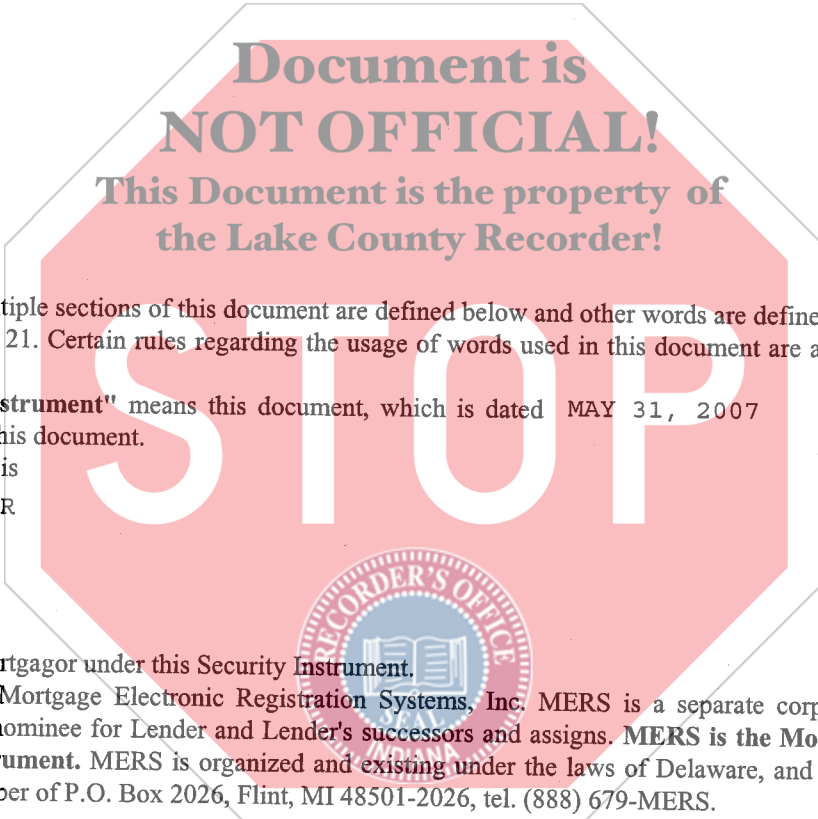 Document is
NOT OFFICIAL!
This Document is the property of
the Lake County Recorder!
STOP
tiple sections of this document are defined below and other words are define
21. Certain rules regarding the usage of words used in this document are a
strument" means this document, which is dated MAY 31, 2007
his document.
is
R
RECORDER'S OFFICE
SEAL
INDIANA
rtgagor under this Security Instrument.
Mortgage Electronic Registration Systems, Inc. MERS is a separate corp
nominee for Lender and Lender's successors and assigns. MERS is the Mo
rument. MERS is organized and existing under the laws of Delaware, and
ber of P.O. Box 2026, Flint, MI 48501-2026, tel. (888) 679-MERS.